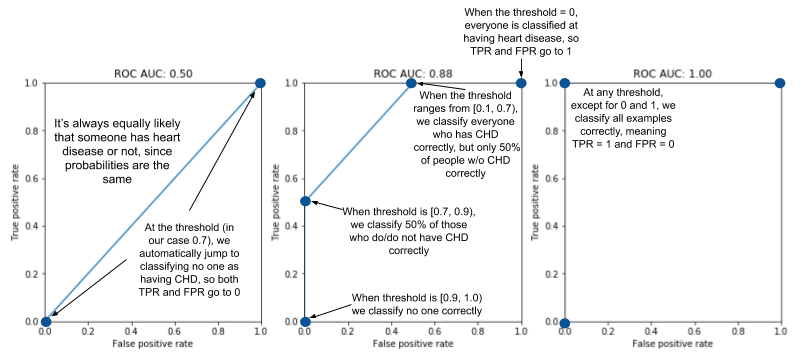 When the threshold = 0,
everyone is classified at
having heart disease, so
TPR and FPR go to 1
ROC AUC: 0.50
1.0
0.8
0.6
0.4
0.2
0.0
True positive rate
It's always equally likely
that someone has heart
disease or not, since
probabilities are the
same
At the threshold (in
our case 0.7), we
automatically jump to
classifying no one as
having CHD, so both
TPR and FPR go to 0
0.0 0.2 0.4 0.6 0.8 1.0
False positive rate
ROC AUC: 0.88
1.0
0.8
0.6
0.4
0.2
0.0
True positive rate
When the threshold
ranges from [0.1, 0.7),
we classify everyone
who has CHD
correctly, but only 50%
of people w/o CHD
correctly
When threshold is [0.7, 0.9),
we classify 50% of those
who do/do not have CHD
correctly
When threshold is [0.9, 1.0)
we classify no one correctly
0.0 0.2 0.4 0.6 0.8 1.0
False positive rate
ROC AUC: 1.00
1.0
0.8
0.6
0.4
0.2
0.0
True positive rate
At any threshold,
except for 0 and 1, we
classify all examples
correctly, meaning
TPR = 1 and FPR = 0
0.0 0.2 0.4 0.6 0.8 1.0
False positive rate